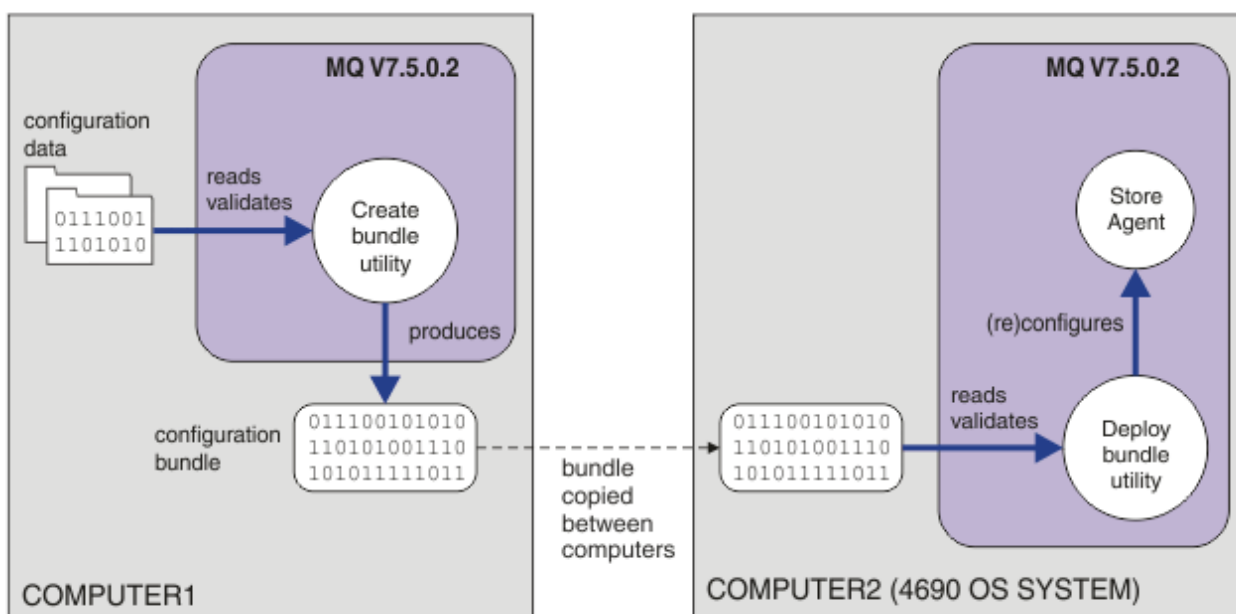 MQ V7.5.0.2
configuration
data
0111001
1101010
reads
validates
Create
bundle
utility
produces
configuration
bundle
011100101010
110101001110
101011111011
COMPUTER1
bundle
copied
between
computers
MQ V7.5.0.2
Store
Agent
(re)configures
reads
validates
Deploy
bundle
utility
011100101010
110101001110
101011111011
COMPUTER2 (4690 OS SYSTEM)